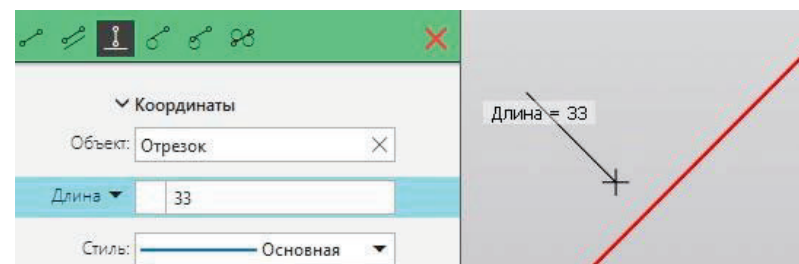 Координаты
Объект: Отрезок
Длина 33
Стиль: Основная
Длина = 33